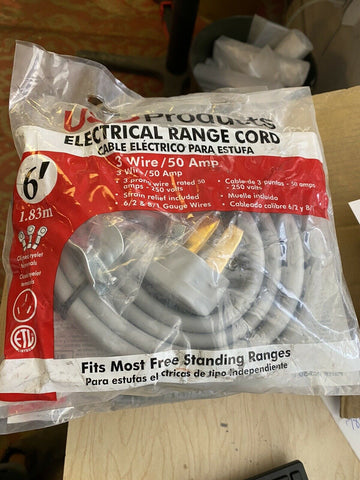 Products
ELECTRICAL RANGE CORD
CABLE ELÉCTRICO PARA ESTUFA
3 Wire/50 Amp
3 Wire/50 Amp
3 prong wire - rated 50 amps - 250 volts
Strain relief included
6/2 & 8/1 Gauge Wires
Cable de 3 puntas - 50 amps - 250 volts
Muelle incluido
Cableado calibre 6/2 y 8/1
6'
1.83m
ETL
Fits Most Free Standing Ranges
Para estufas eléctricas de tipo independiente